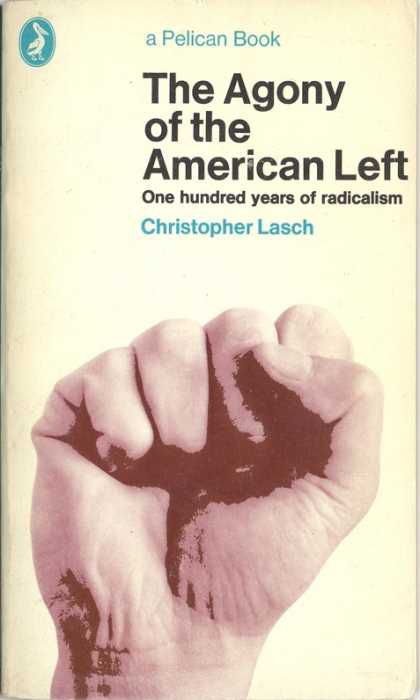 a Pelican Book
The Agony
of the
American Left
One hundred years of radicalism
Christopher Lasch